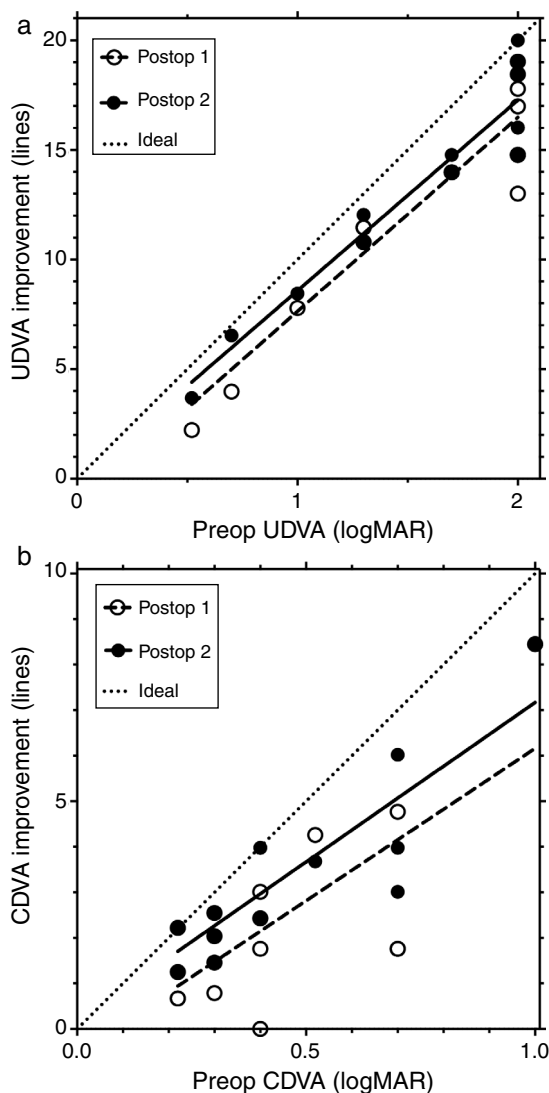 a
20
15
10
5
0
UDVA improvement (lines)
Postop 1
Postop 2
Ideal
0
1
2
Preop UDVA (logMAR)
b
10
5
0
CDVA improvement (lines)
Postop 1
Postop 2
Ideal
0.0
0.5
1.0
Preop CDVA (logMAR)